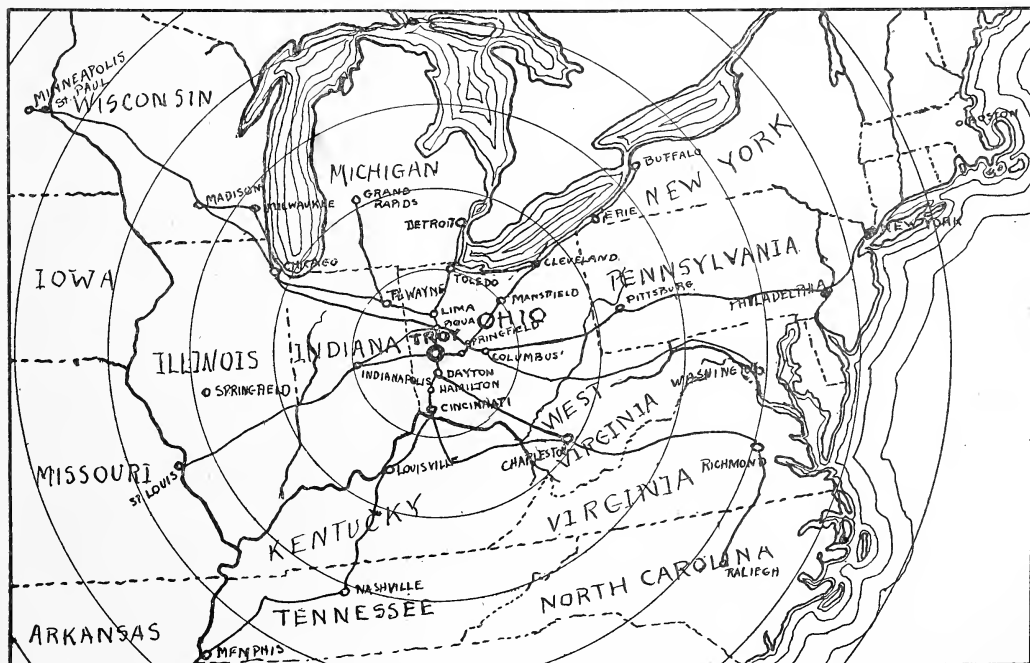 MINNEAPOLIS
ST. PAUL
WISCONSIN
MADISON
MILWAUKEE
MICHIGAN
GRAND
RAPIDS
DETROIT
BUFFALO
NEW YORK
BOSTON
ERIE
NEW YORK
IOWA
CHICAGO
TOLEDO
CLEVELAND
PENNSYLVANIA
PITTSBURG
PHILADELPHIA
FT. WAYNE
LIMA
MANSFIELD
OHIO
TROY
COLUMBUS
ILLINOIS
INDIANA
INDIANAPOLIS
DAYTON
HAMILTON
CINCINNATI
SPRINGFIELD
WASHINGTON
WEST
VIRGINIA
CHARLESTON
MISSOURI
ST. LOUIS
LOUISVILLE
RICHMOND
KENTUCKY
VIRGINIA
NASHVILLE
TENNESSEE
NORTH CAROLINA
RALIEGH
ARKANSAS
MEMPHIS